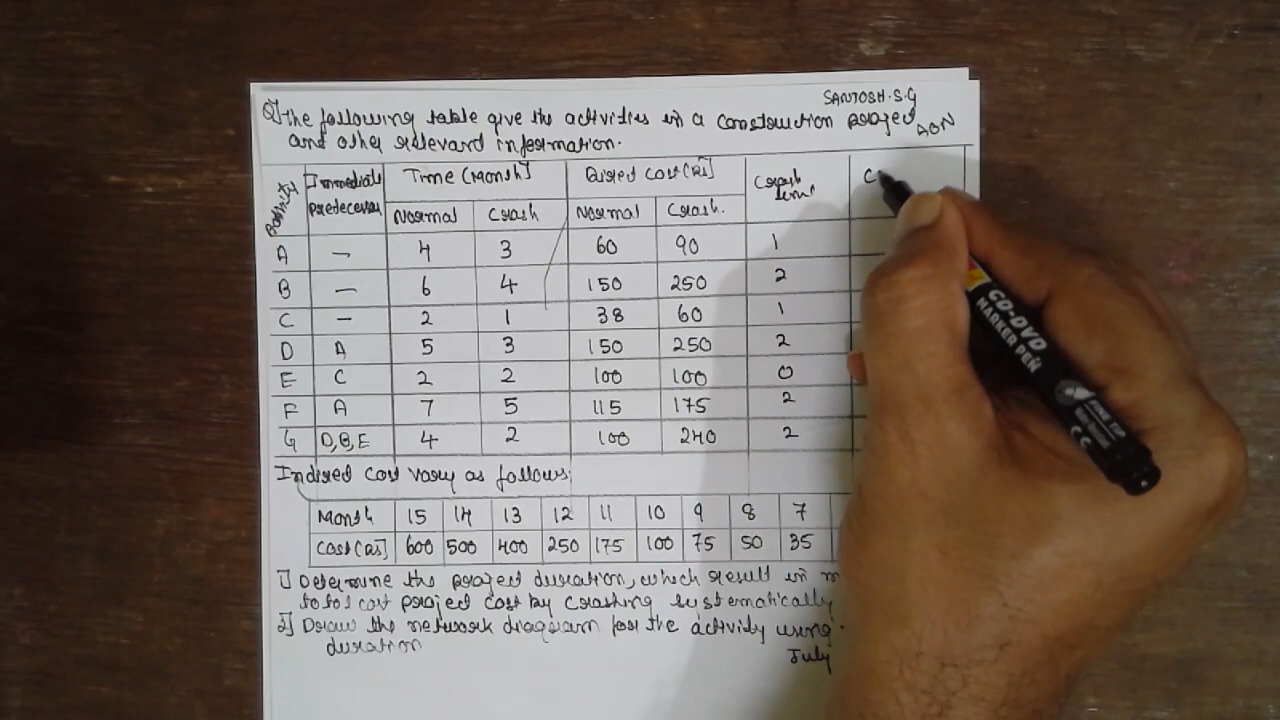 SANTOSH.S.G
Q] The following table give the activities in a construction project
AON
and other relevant information.
Activity
Immediate
Predecessor
Time (Month)
Direct Cost (Rs)
Crash
time
C
Normal Crash Normal Crash.
A — 4 3 60 90 1
B — 6 4 150 250 2
C — 2 1 38 60 1
D A 5 3 150 250 2
E C 2 2 100 100 0
F A 7 5 115 175 2
G D,B,E 4 2 100 240 2
Indirect Cost vary as follows:
Month 15 14 13 12 11 10 9 8 7
Cost (Rs) 600 500 400 250 175 100 75 50 35
1] Determine the project duration, which result in
total cost project cost by crashing systematically
2] Draw the network diagram for the activity using
duration
July
CD-DVD
MARKER PEN